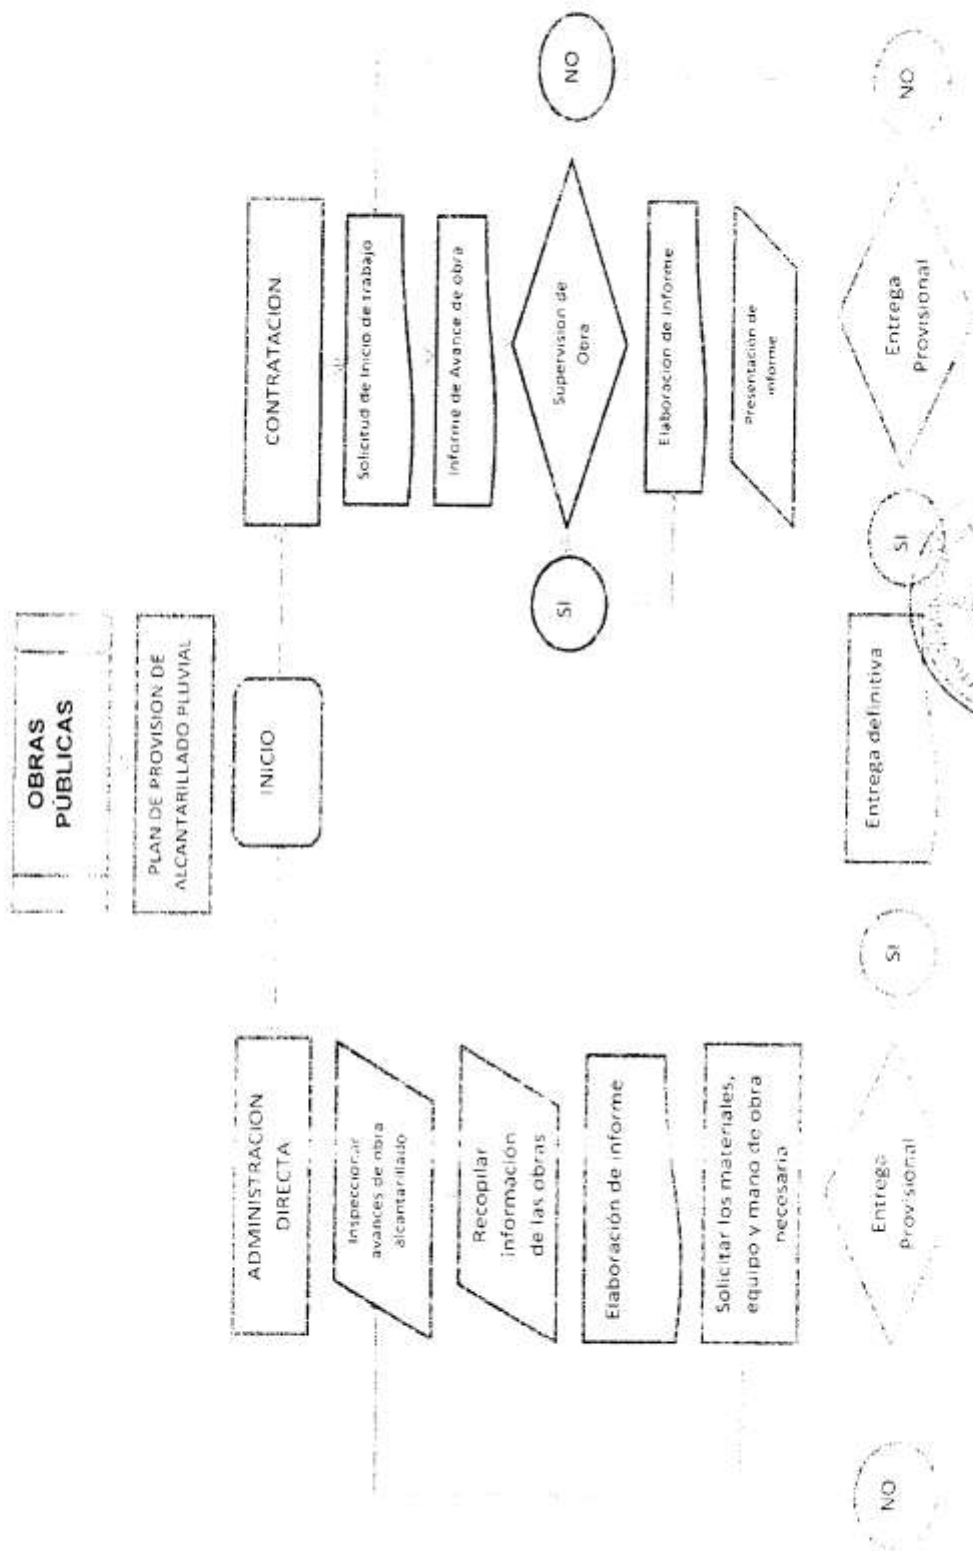 OBRAS
PÚBLICAS
PLAN DE PROVISION DE
ALCANTARILLADO PLUVIAL
INICIO
ADMINISTRACION
DIRECTA
Inspeccionar
avances de obra
alcantarillado
Recopilar
información
de las obras
Elaboración de informe
Solicitar los materiales,
equipo y mano de obra
necesaria
Entrega
Provisional
NO
SI
Entrega definitiva
CONTRATACION
Solicitud de Inicio de trabajo
Informe de Avance de obra
Supervision de
Obra
SI
NO
Elaboracion de informe
Presentación de
informe
Entrega
Provisional
SI
NO